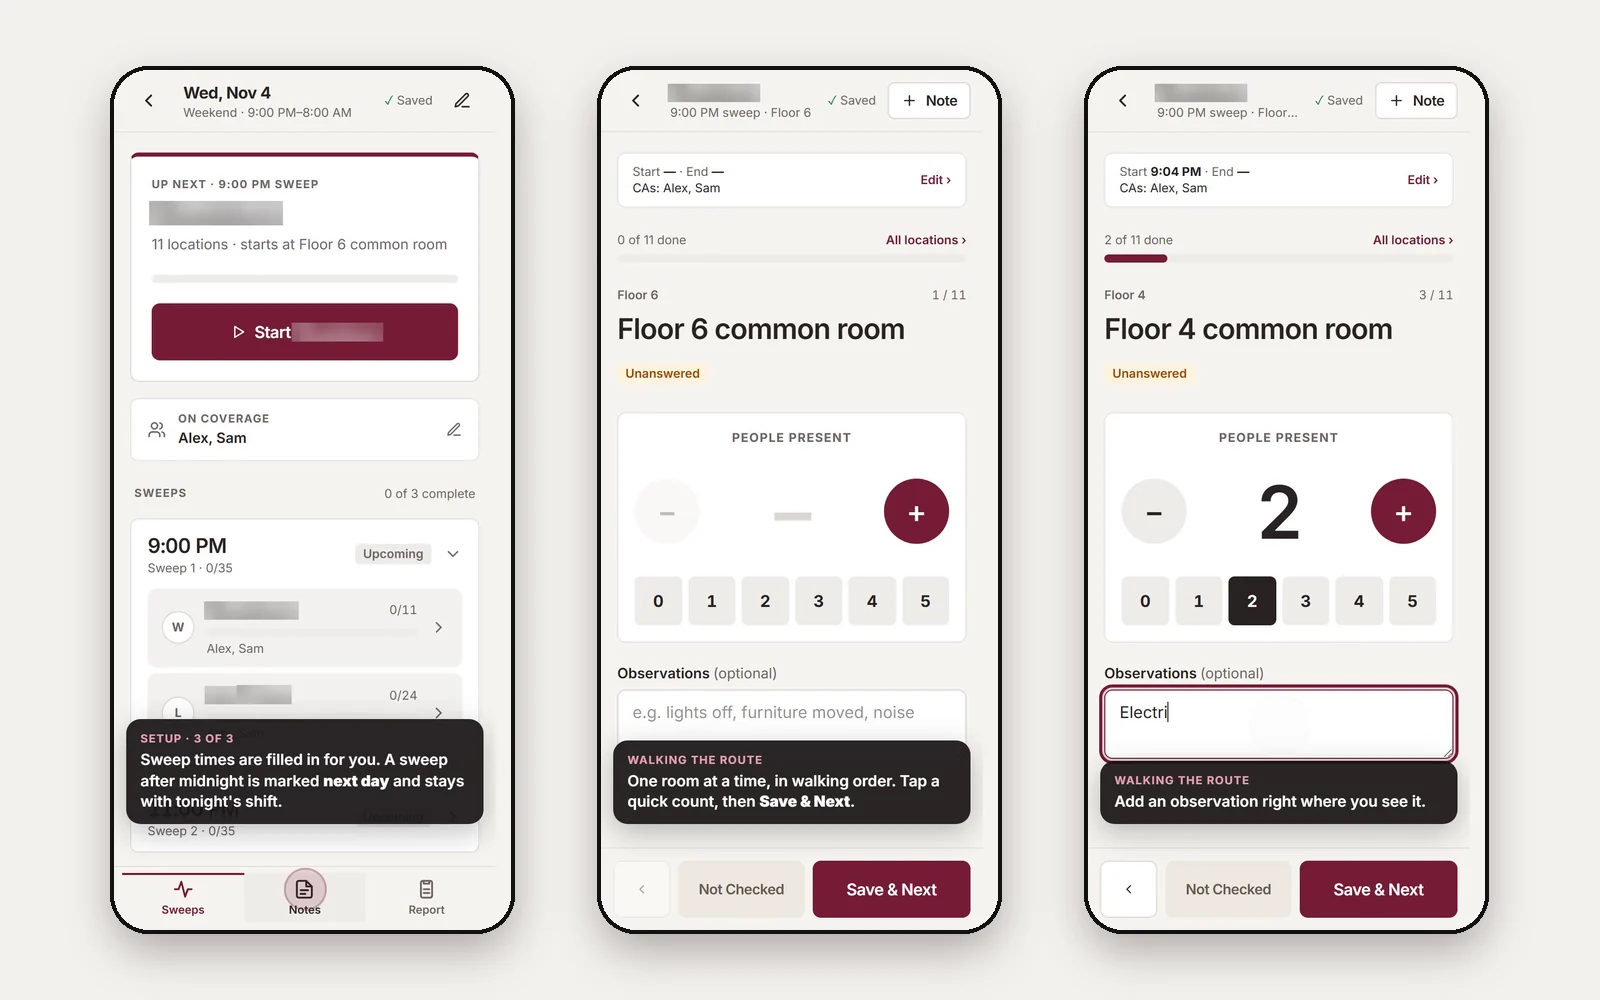 Wed, Nov 4
Weekend · 9:00 PM–8:00 AM
✓ Saved
UP NEXT · 9:00 PM SWEEP
11 locations · starts at Floor 6 common room
Start
ON COVERAGE
Alex, Sam
SWEEPS
0 of 3 complete
9:00 PM
Sweep 1 · 0/35
Upcoming
W
0/11
Alex, Sam
L
0/24
SETUP · 3 OF 3
Sweep times are filled in for you. A sweep
after midnight is marked next day and stays
with tonight's shift.
Sweep 2 · 0/35
Sweeps
Notes
Report
9:00 PM sweep · Floor 6
✓ Saved
+ Note
Start — · End —
CAs: Alex, Sam
Edit ›
0 of 11 done
All locations ›
Floor 6
1 / 11
Floor 6 common room
Unanswered
PEOPLE PRESENT
− — +
0 1 2 3 4 5
Observations (optional)
e.g. lights off, furniture moved, noise
WALKING THE ROUTE
One room at a time, in walking order. Tap a
quick count, then Save & Next.
‹
Not Checked
Save & Next
9:00 PM sweep · Floor...
✓ Saved
+ Note
Start 9:04 PM · End —
CAs: Alex, Sam
Edit ›
2 of 11 done
All locations ›
Floor 4
3 / 11
Floor 4 common room
Unanswered
PEOPLE PRESENT
− 2 +
0 1 2 3 4 5
Observations (optional)
Electri
WALKING THE ROUTE
Add an observation right where you see it.
‹
Not Checked
Save & Next